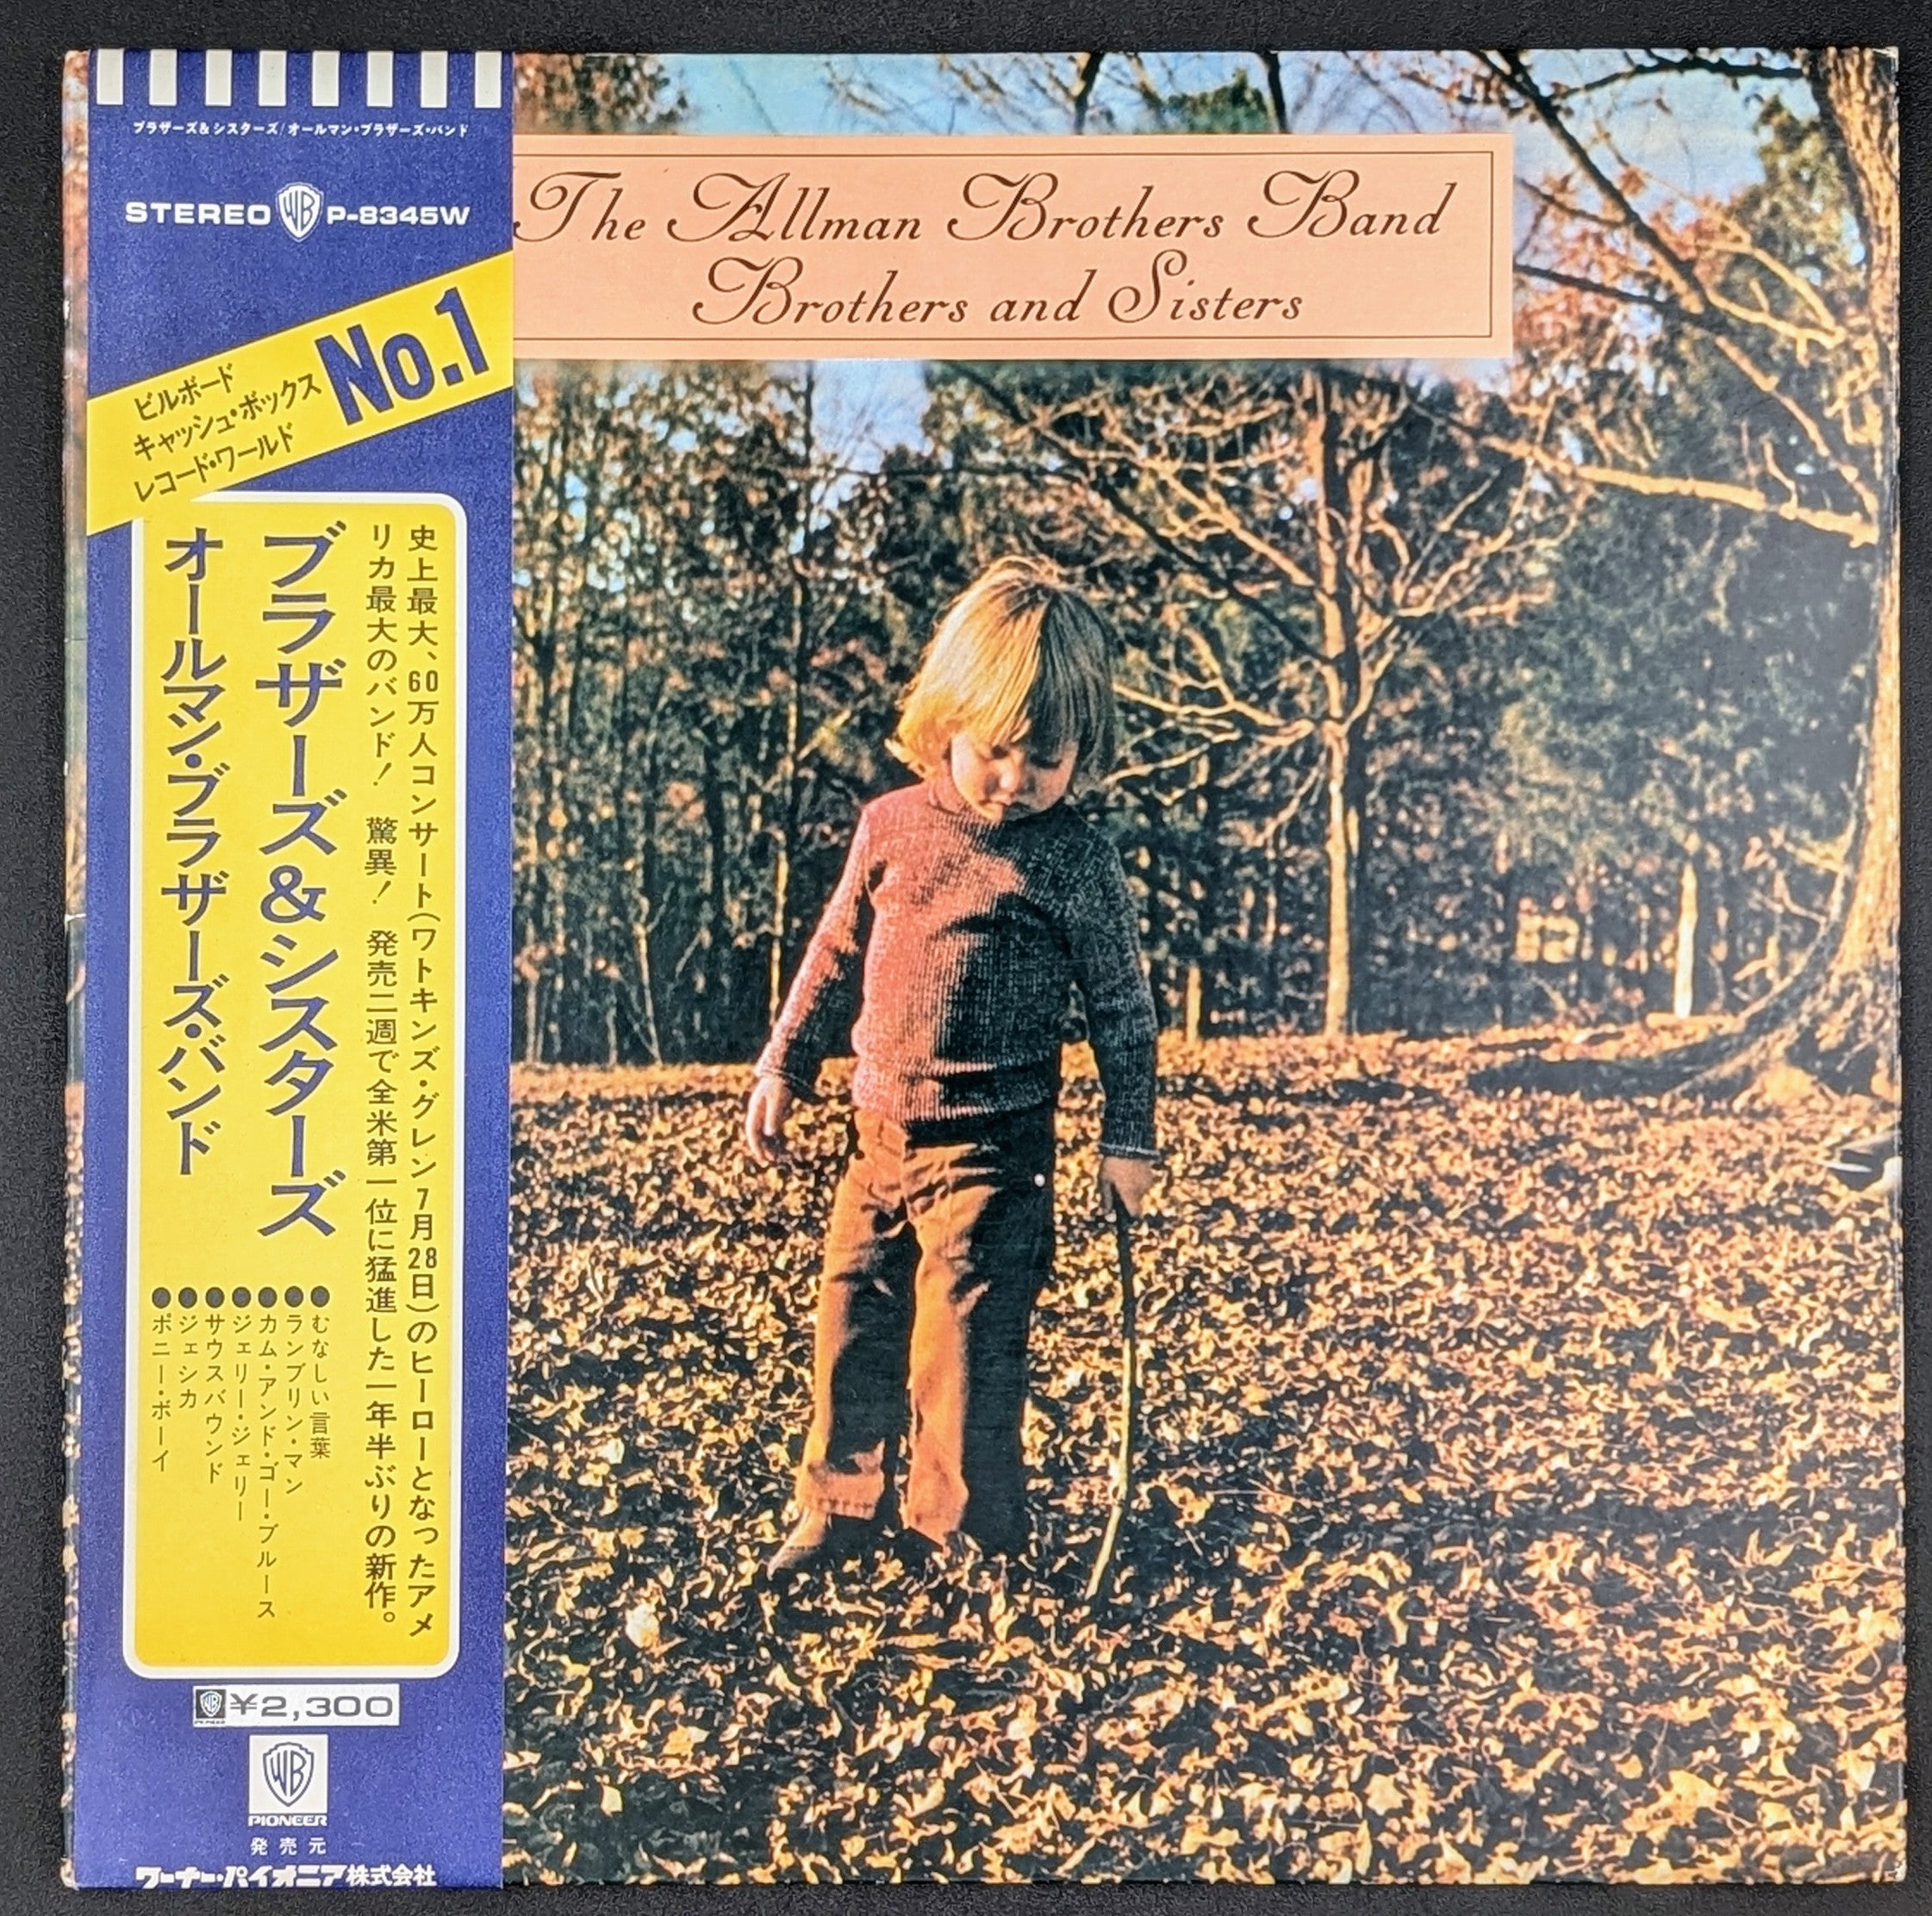 ブラザーズ&シスターズ/オールマン・ブラザーズ・バンド
STEREO WB P-8345W
ビルボード
キャッシュ・ボックス
レコード・ワールド
No.1
史上最大、60万人コンサート(ワトキンズ・グレン7月28日)のヒーローとなったアメ
リカ最大のバンド! 驚異! 発売二週で全米第一位に猛進した一年半ぶりの新作。
ブラザーズ&シスターズ
オールマン・ブラザーズ・バンド
●むなしい言葉
●ランブリン・マン
●カム・アンド・ゴー・ブルース
●ジェリー・ジェリー
●サウスバウンド
●ジェシカ
●ポニー・ボーイ
WB PIONEER ¥2,300
WB
PIONEER
発売元
ワーナー・パイオニア株式会社
The Allman Brothers Band
Brothers and Sisters